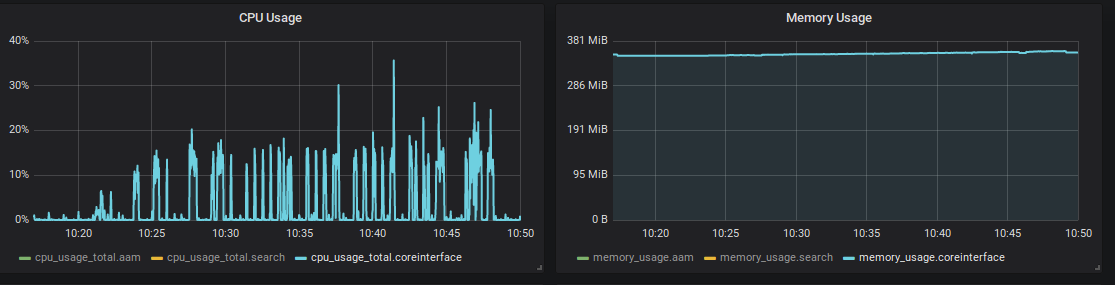 CPU Usage
40%
30%
20%
10%
0%
10:20 10:25 10:30 10:35 10:40 10:45 10:50
cpu_usage_total.aam cpu_usage_total.search cpu_usage_total.coreinterface
Memory Usage
381 MiB
286 MiB
191 MiB
95 MiB
0 B
10:20 10:25 10:30 10:35 10:40 10:45 10:50
memory_usage.aam memory_usage.search memory_usage.coreinterface